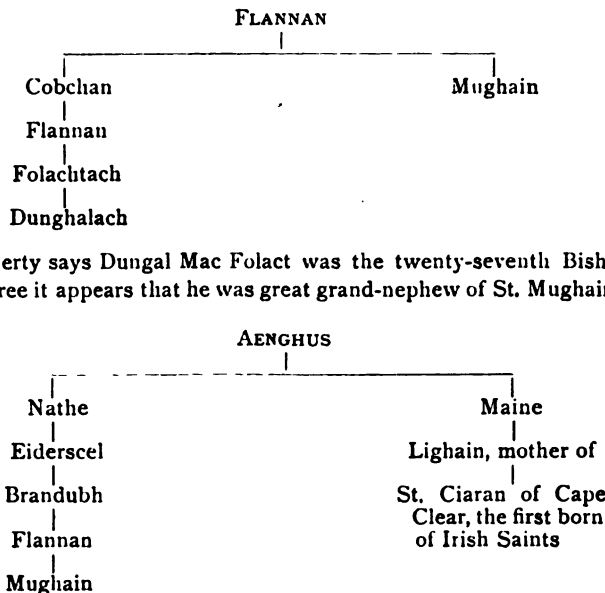 FLANNAN
Cobchan Mughain
Flannan
Folachtach
Dunghalach
erty says Dungal Mac Folact was the twenty-seventh Bish
ree it appears that he was great grand-nephew of St. Mughain
AENGHUS
Nathe Maine
Eiderscel Lighain, mother of
Brandubh St. Ciaran of Cape
Clear, the first born
Flannan of Irish Saints
Mughain